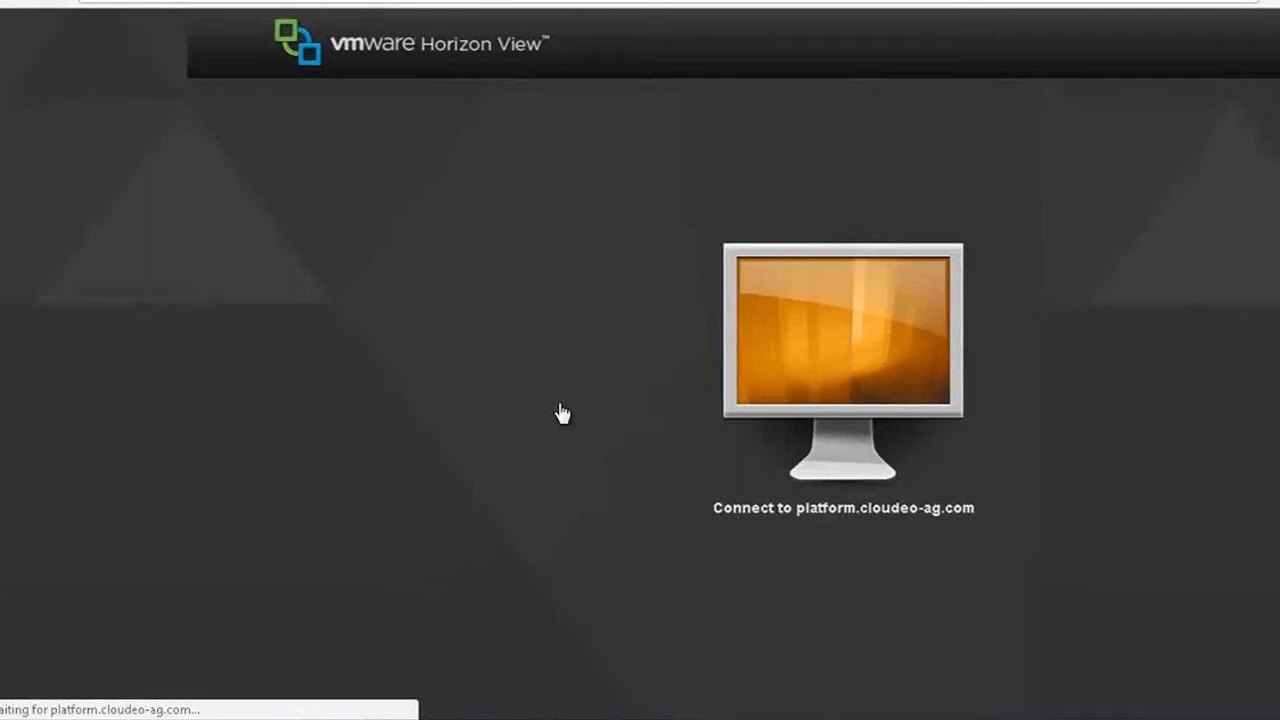 vmware Horizon View™
Connect to platform.cloudeo-ag.com
aiting for platform.cloudeo-ag.com...